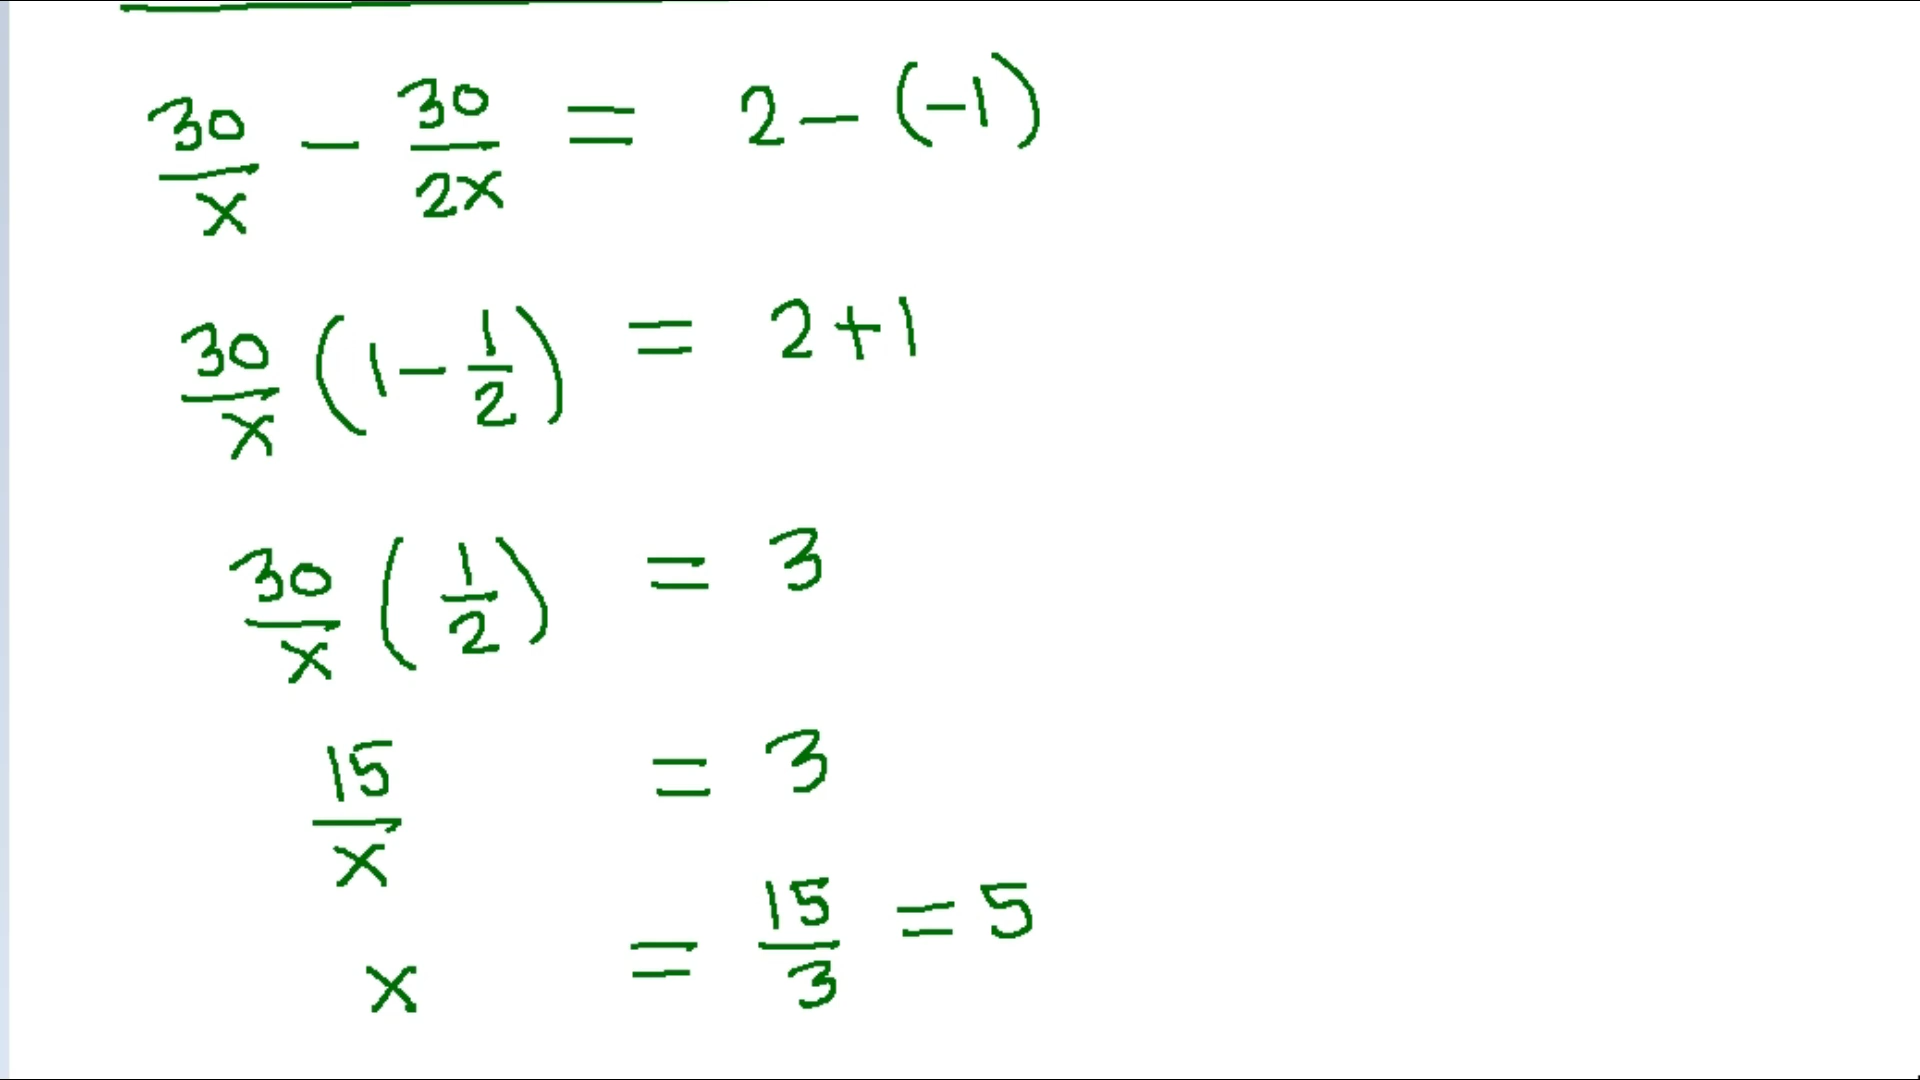 30/x - 30/2x = 2 - (-1)
30/x (1 - 1/2) = 2 + 1
30/x (1/2) = 3
15/x = 3
x = 15/3 = 5